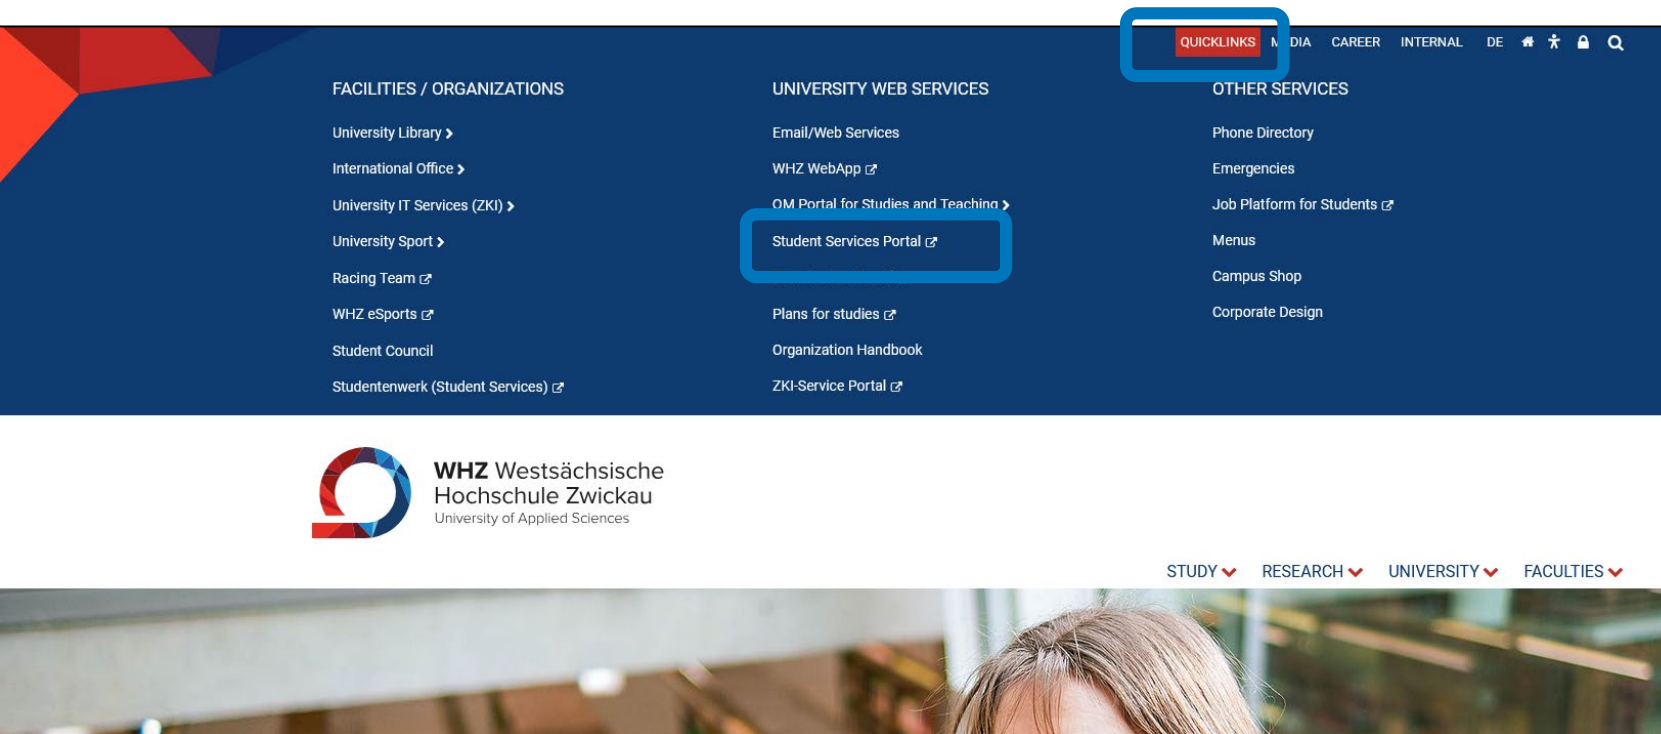 QUICKLINKS M DIA CAREER INTERNAL DE
FACILITIES / ORGANIZATIONS
University Library
International Office
University IT Services (ZKI)
University Sport
Racing Team
WHZ eSports
Student Council
Studentenwerk (Student Services)
UNIVERSITY WEB SERVICES
Email/Web Services
WHZ WebApp
QM Portal for Studies and Teaching
Student Services Portal
Plans for studies
Organization Handbook
ZKI-Service Portal
OTHER SERVICES
Phone Directory
Emergencies
Job Platform for Students
Menus
Campus Shop
Corporate Design
WHZ Westsächsische
Hochschule Zwickau
University of Applied Sciences
STUDY RESEARCH UNIVERSITY FACULTIES